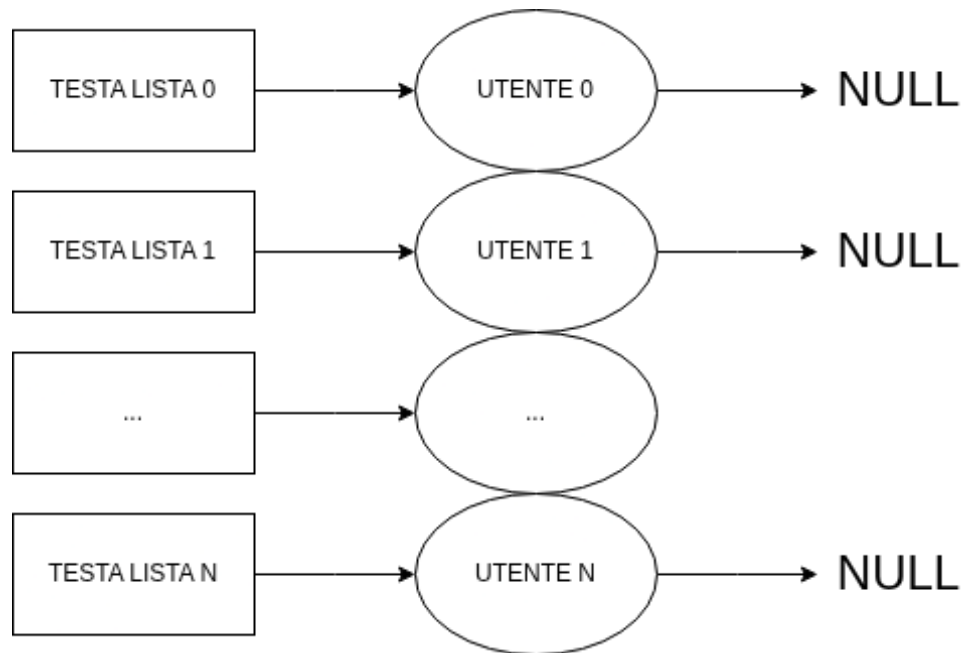 TESTA LISTA 0
UTENTE 0
NULL
TESTA LISTA 1
UTENTE 1
NULL
...
...
TESTA LISTA N
UTENTE N
NULL